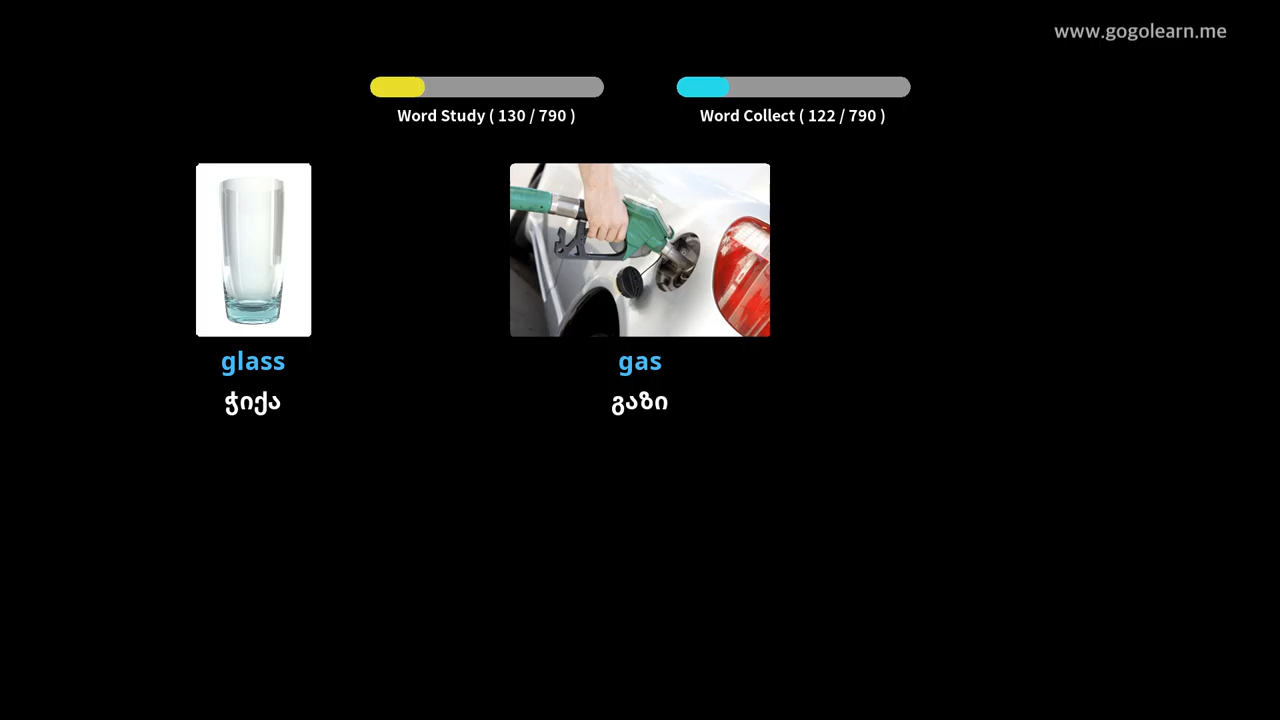 www.gogolearn.me
Word Study ( 130 / 790 )
Word Collect ( 122 / 790 )
glass
ჭიქა
gas
გაზი